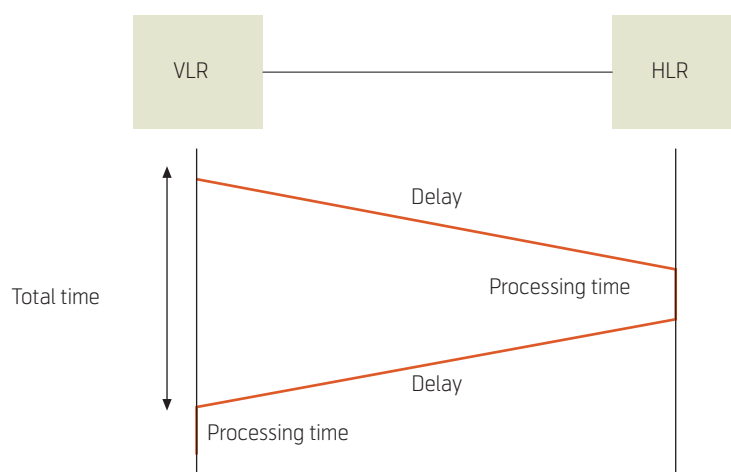 VLR
HLR
Delay
Processing time
Total time
Delay
Processing time